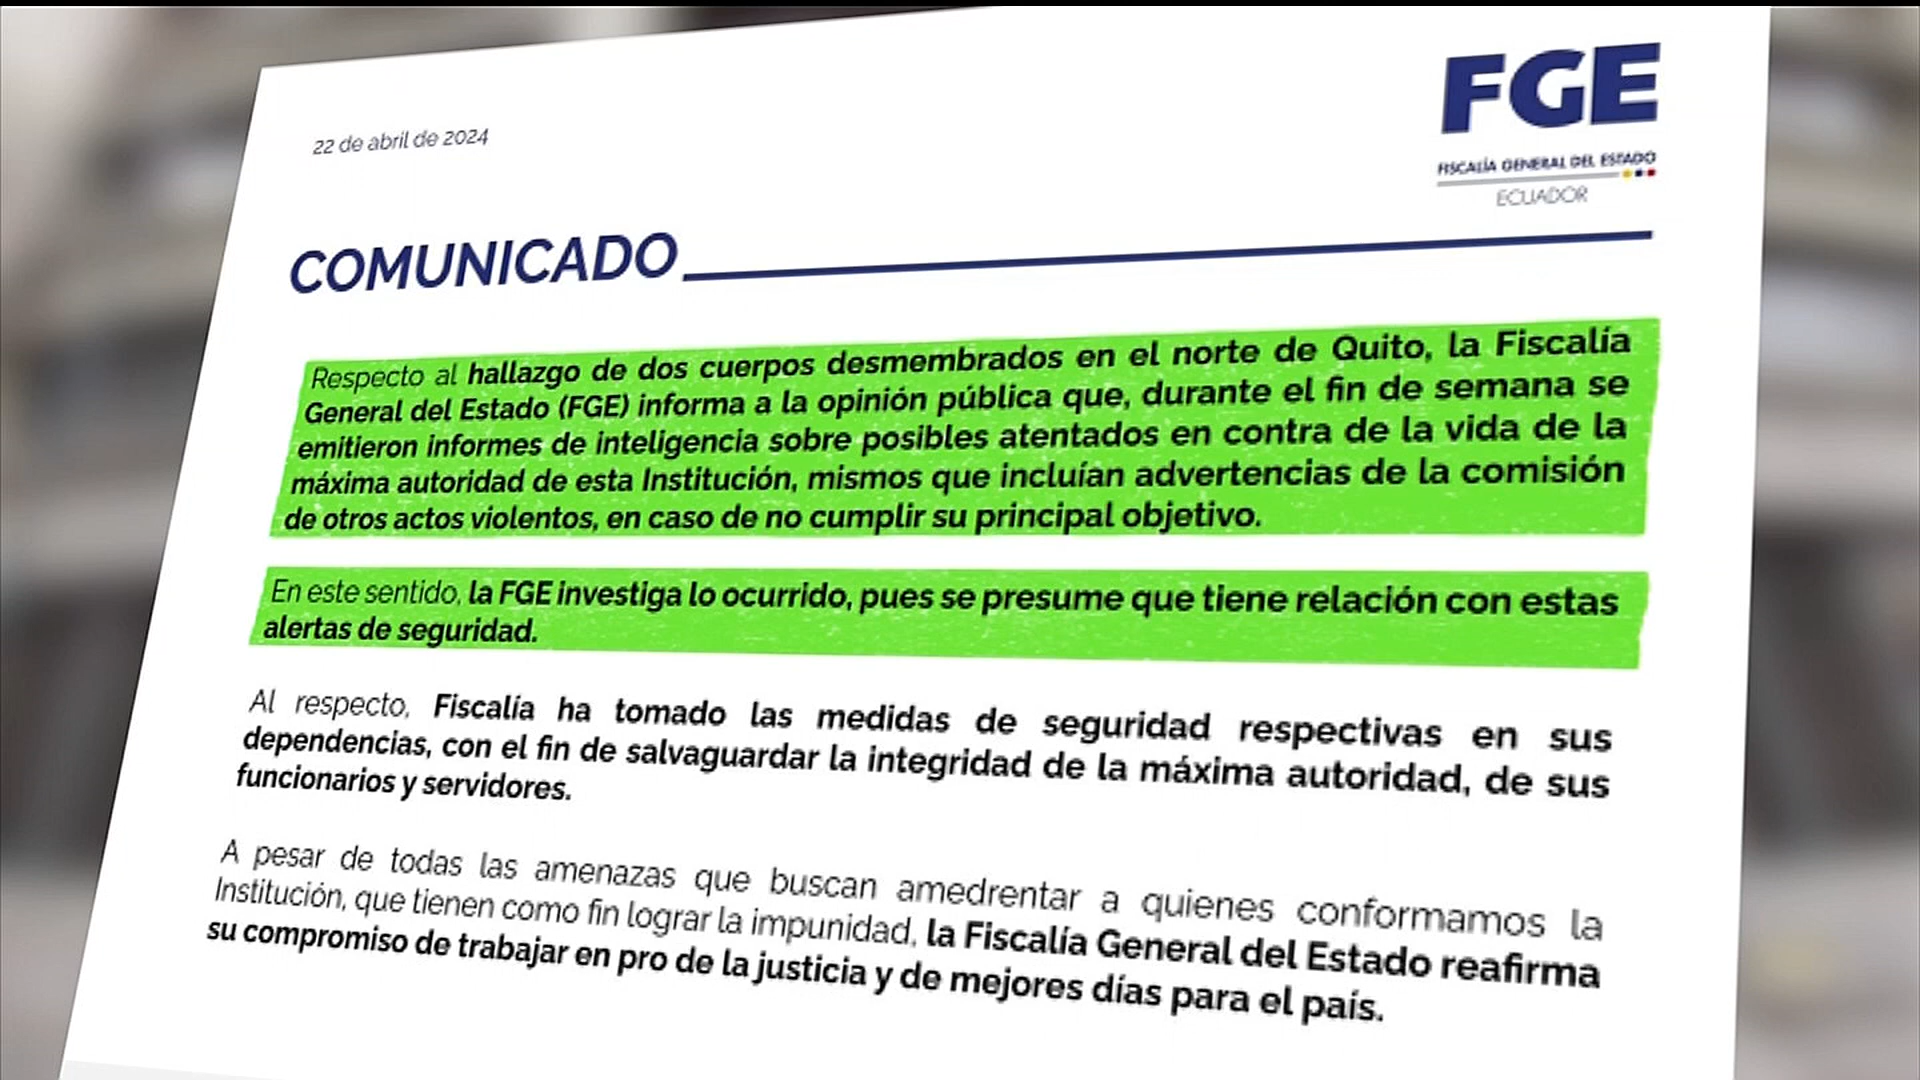 FGE
FISCALÍA GENERAL DEL ESTADO
ECUADOR
22 de abril de 2024
COMUNICADO
Respecto al hallazgo de dos cuerpos desmembrados en el norte de Quito, la Fiscalía
General del Estado (FGE) informa a la opinión pública que, durante el fin de semana se
emitieron informes de inteligencia sobre posibles atentados en contra de la vida de la
máxima autoridad de esta Institución, mismos que incluían advertencias de la comisión
de otros actos violentos, en caso de no cumplir su principal objetivo.
En este sentido, la FGE investiga lo ocurrido, pues se presume que tiene relación con estas
alertas de seguridad.
Al respecto, Fiscalía ha tomado las medidas de seguridad respectivas en sus
dependencias, con el fin de salvaguardar la integridad de la máxima autoridad, de sus
funcionarios y servidores.
A pesar de todas las amenazas que buscan amedrentar a quienes conformamos la
Institución, que tienen como fin lograr la impunidad, la Fiscalía General del Estado reafirma
su compromiso de trabajar en pro de la justicia y de mejores días para el país.